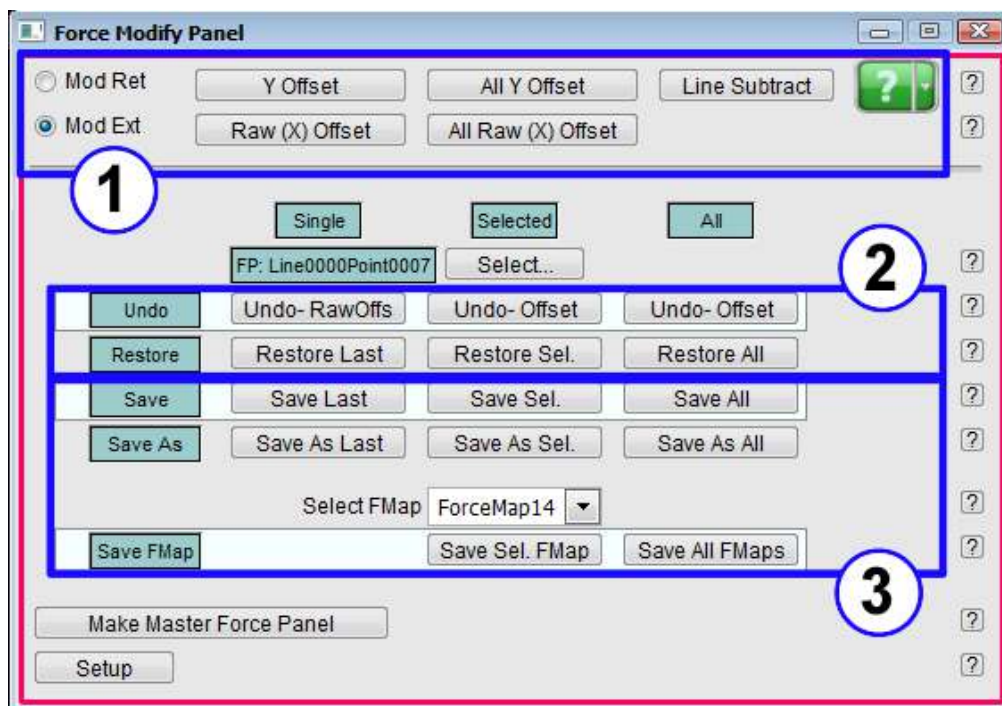 Force Modify Panel
Mod Ret Y Offset All Y Offset Line Subtract ? ?
Mod Ext Raw (X) Offset All Raw (X) Offset ?
1
Single Selected All
FP: Line0000Point0007 Select... ?
2
Undo Undo- RawOffs Undo- Offset Undo- Offset ?
Restore Restore Last Restore Sel. Restore All ?
Save Save Last Save Sel. Save All ?
Save As Save As Last Save As Sel. Save As All ?
Select FMap ForceMap14 ?
Save FMap Save Sel. FMap Save All FMaps ?
3
Make Master Force Panel ?
Setup ?